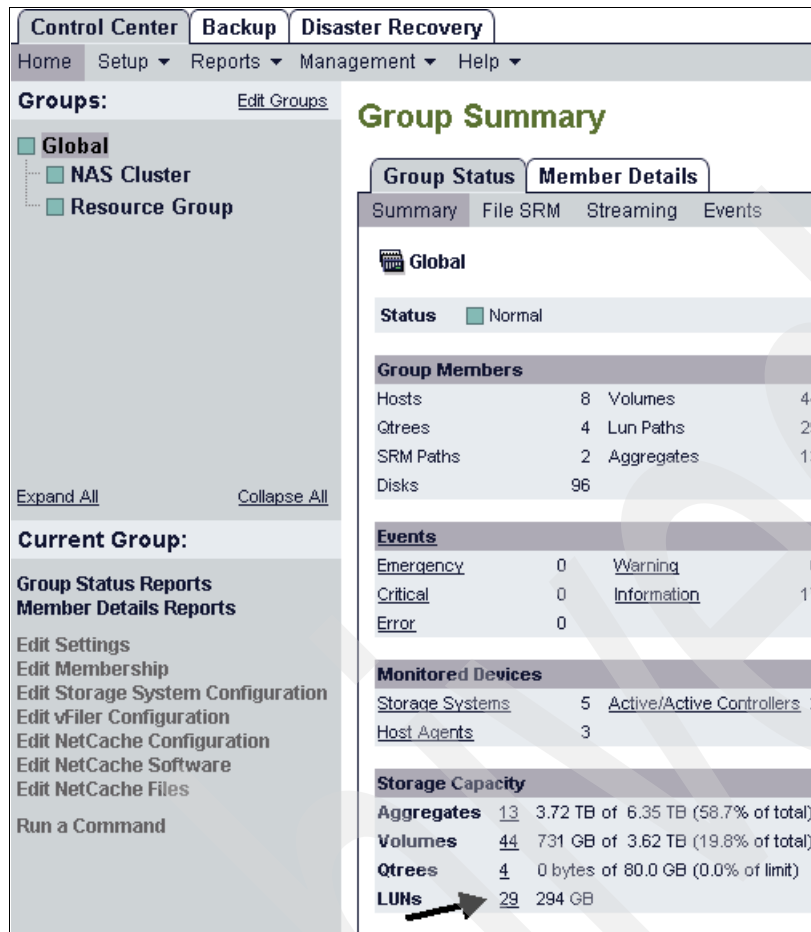 Control Center Backup Disaster Recovery
Home Setup Reports Management Help
Groups: Edit Groups
Global
NAS Cluster
Resource Group
Expand All Collapse All
Current Group:
Group Status Reports
Member Details Reports
Edit Settings
Edit Membership
Edit Storage System Configuration
Edit vFiler Configuration
Edit NetCache Configuration
Edit NetCache Software
Edit NetCache Files
Run a Command
Group Summary
Group Status Member Details
Summary File SRM Streaming Events
Global
Status Normal
Group Members
Hosts 8 Volumes
Qtrees 4 Lun Paths
SRM Paths 2 Aggregates
Disks 96
Events
Emergency 0 Warning
Critical 0 Information
Error 0
Monitored Devices
Storage Systems 5 Active/Active Controllers
Host Agents 3
Storage Capacity
Aggregates 13 3.72 TB of 6.35 TB (58.7% of total)
Volumes 44 731 GB of 3.62 TB (19.8% of total)
Qtrees 4 0 bytes of 80.0 GB (0.0% of limit)
LUNs 29 294 GB